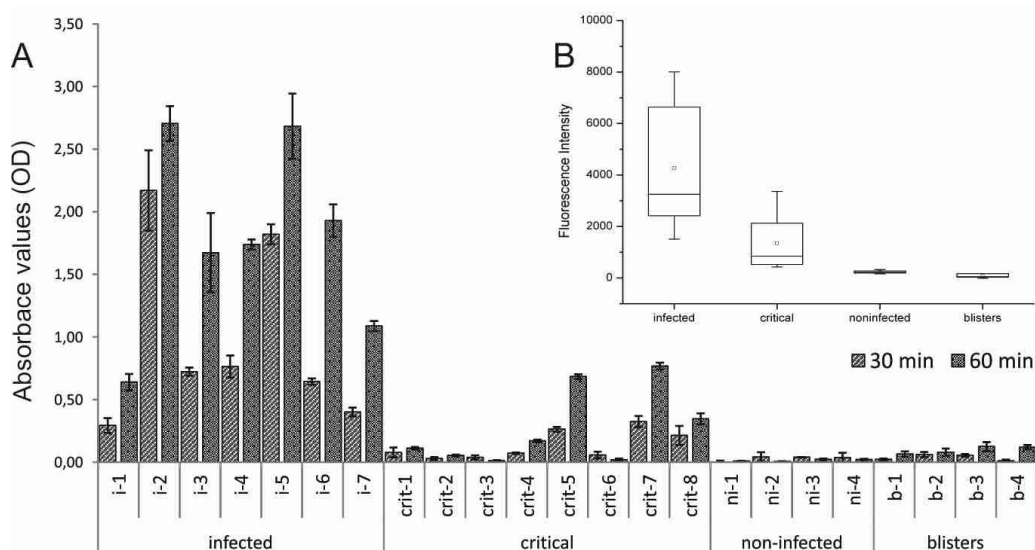 A
Absorbace values (OD)
3,50
3,00
2,50
2,00
1,50
1,00
0,50
0,00
i-1
i-2
i-3
i-4
i-5
i-6
i-7
crit-1
crit-2
crit-3
crit-4
crit-5
crit-6
crit-7
crit-8
ni-1
ni-2
ni-3
ni-4
b-1
b-2
b-3
b-4
infected critical non-infected blisters
B
Fluorescence Intensity
10000
8000
6000
4000
2000
0
infected critical noninfected blisters
30 min 60 min